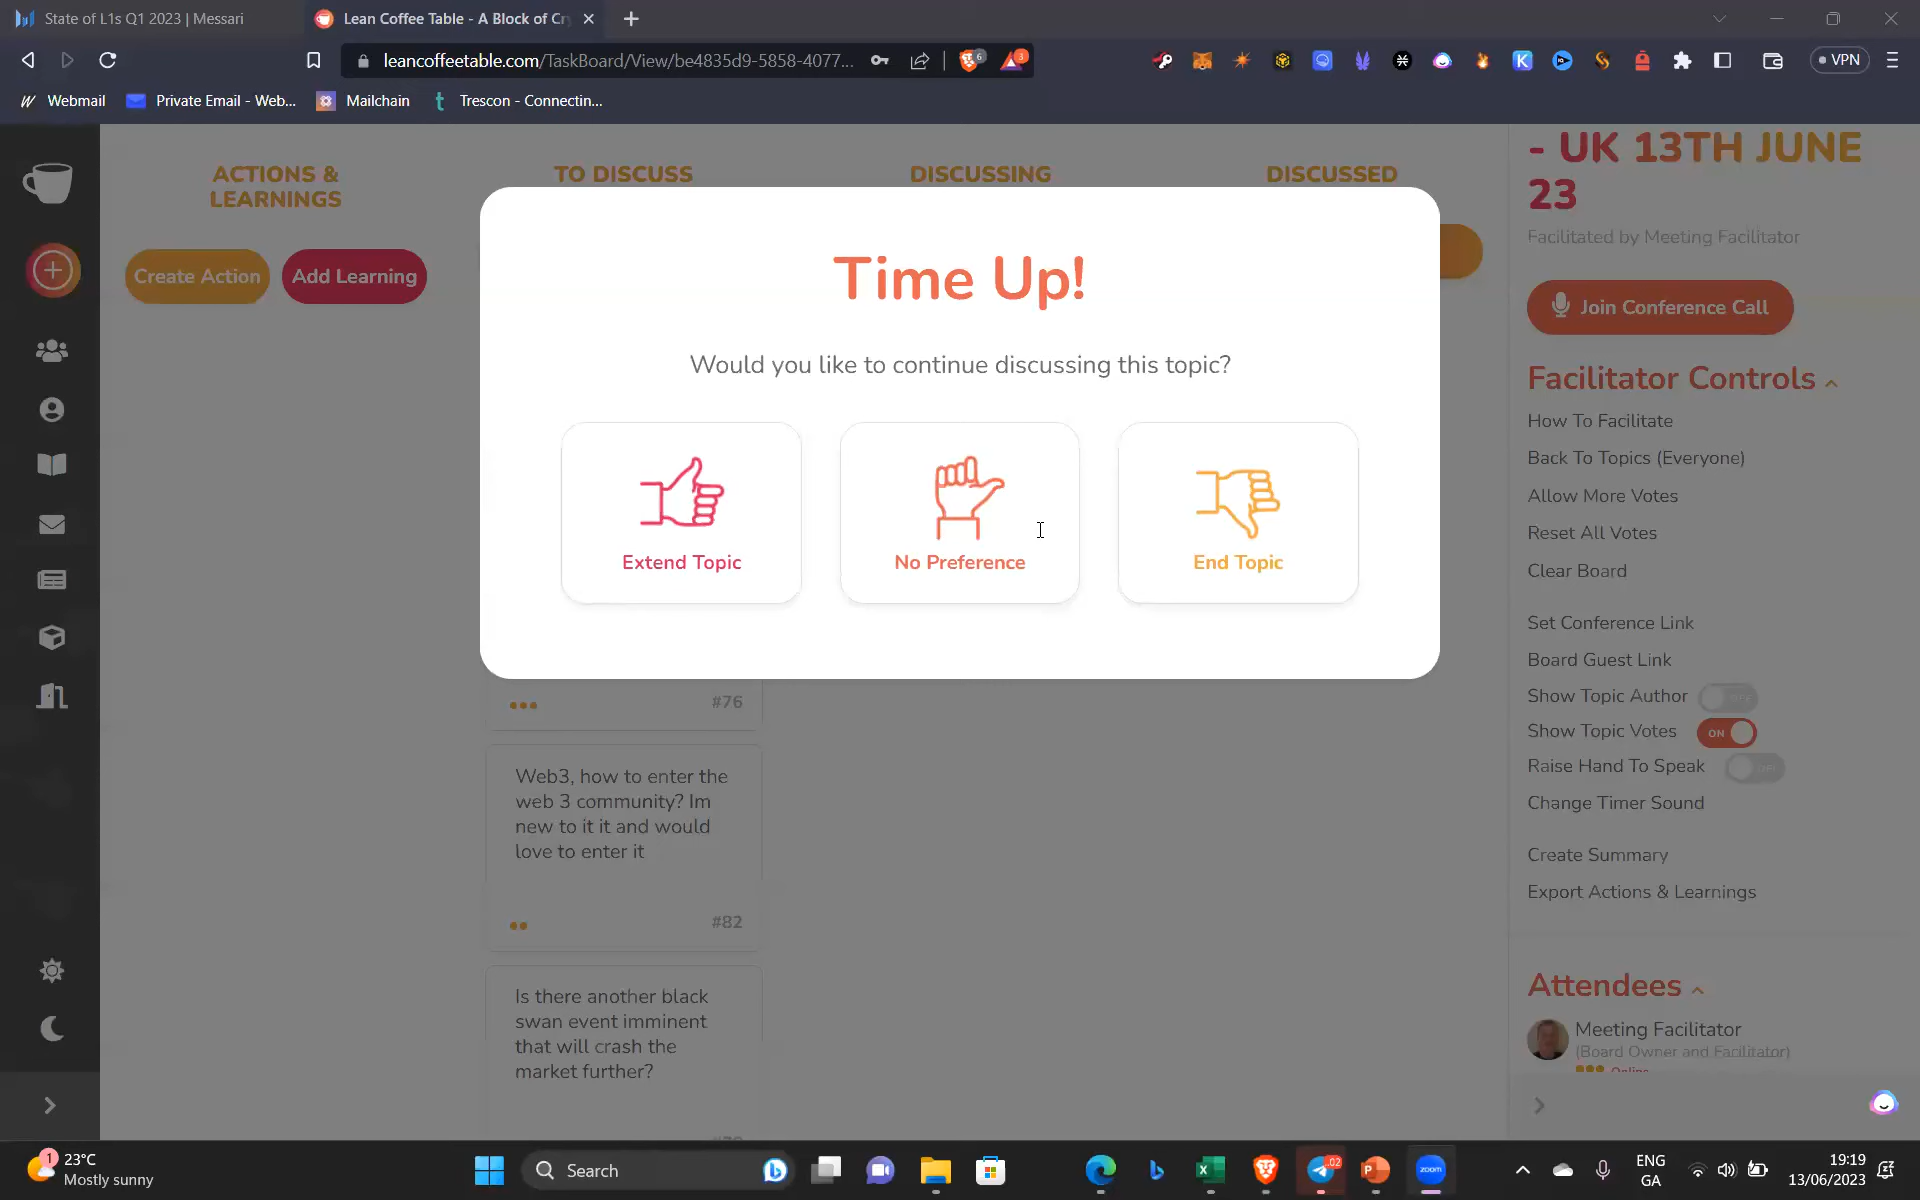 State of L1s Q1 2023 | Messari
Lean Coffee Table - A Block of Cr
leancoffeetable.com/TaskBoard/View/be4835d9-5858-4077...
6
3
VPN
Webmail
Private Email - Web...
Mailchain
Trescon - Connectin...
ACTIONS &
LEARNINGS
Create Action
Add Learning
TO DISCUSS
DISCUSSING
DISCUSSED
Time Up!
Would you like to continue discussing this topic?
Extend Topic
No Preference
End Topic
#76
Web3, how to enter the
web 3 community? Im
new to it it and would
love to enter it
#82
Is there another black
swan event imminent
that will crash the
market further?
- UK 13TH JUNE
23
Facilitated by Meeting Facilitator
Join Conference Call
Facilitator Controls
How To Facilitate
Back To Topics (Everyone)
Allow More Votes
Reset All Votes
Clear Board
Set Conference Link
Board Guest Link
Show Topic Author OFF
Show Topic Votes ON
Raise Hand To Speak OFF
Change Timer Sound
Create Summary
Export Actions & Learnings
Attendees
Meeting Facilitator
(Board Owner and Facilitator)
Online
1
23°C
Mostly sunny
Search
02
zoom
ENG
GA
19:19
13/06/2023